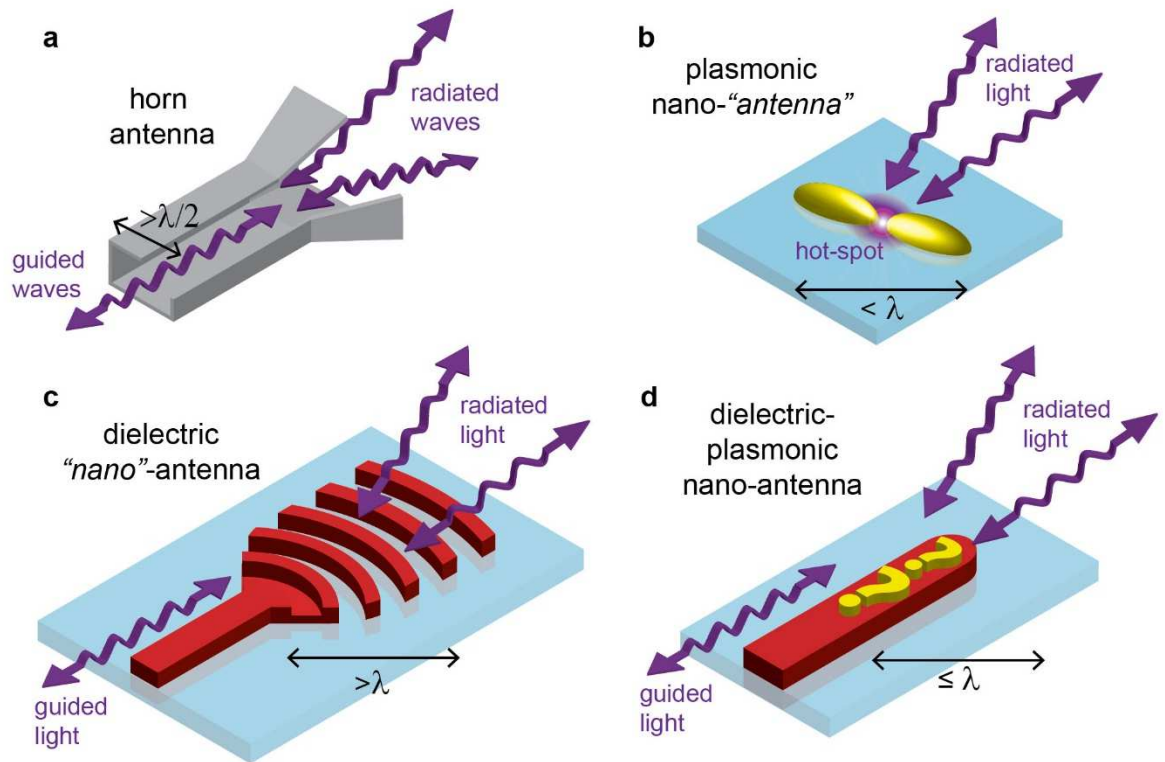 a
horn
antenna
radiated
waves
>λ/2
guided
waves
b
plasmonic
nano-“antenna”
radiated
light
hot-spot
< λ
c
dielectric
“nano”-antenna
radiated
light
guided
light
>λ
d
dielectric-
plasmonic
nano-antenna
radiated
light
??
guided
light
≤ λ